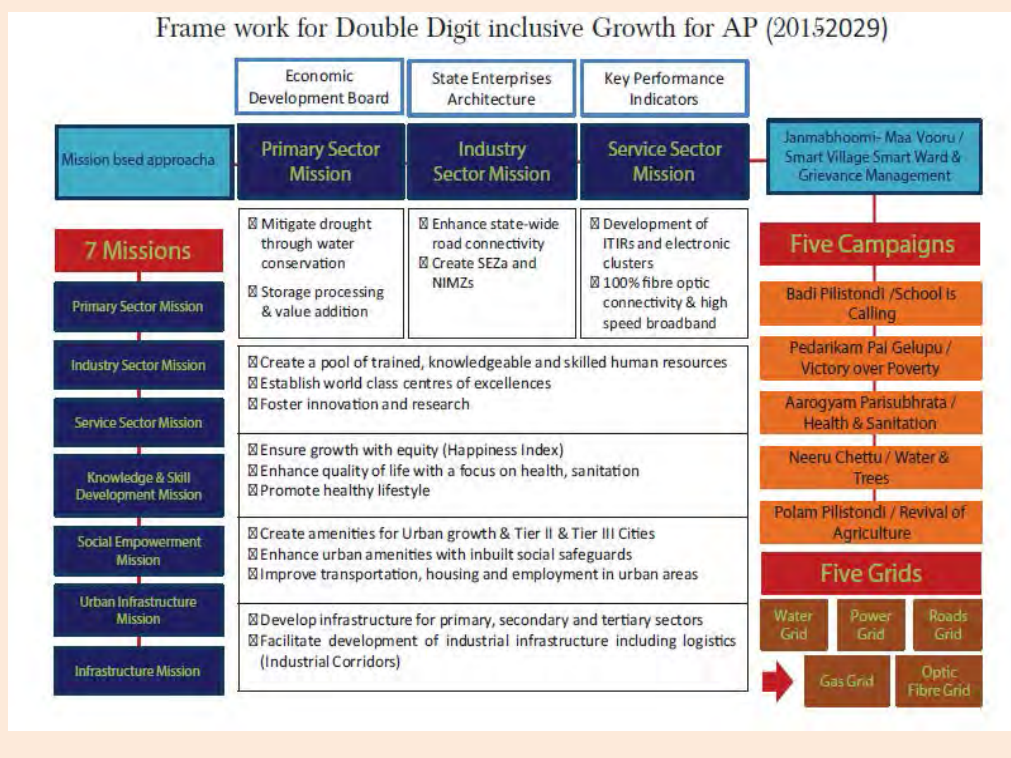 Frame work for Double Digit inclusive Growth for AP (20152029)
Economic
Development Board
State Enterprises
Architecture
Key Performance
Indicators
Mission bsed approacha
Primary Sector
Mission
Industry
Sector Mission
Service Sector
Mission
Janmabhoomi- Maa Vooru /
Smart Village Smart Ward &
Grievance Management
7 Missions
Primary Sector Mission
Industry Sector Mission
Service Sector Mission
Knowledge & Skill
Development Mission
Social Empowerment
Mission
Urban Infrastructure
Mission
Infrastructure Mission
Mitigate drought
through water
conservation
Storage processing
& value addition
Enhance state-wide
road connectivity
Create SEZa and
NIMZs
Development of
ITIRs and electronic
clusters
100% fibre optic
connectivity & high
speed broadband
Create a pool of trained, knowledgeable and skilled human resources
Establish world class centres of excellences
Foster innovation and research
Ensure growth with equity (Happiness Index)
Enhance quality of life with a focus on health, sanitation
Promote healthy lifestyle
Create amenities for Urban growth & Tier II & Tier III Cities
Enhance urban amenities with inbuilt social safeguards
Improve transportation, housing and employment in urban areas
Develop infrastructure for primary, secondary and tertiary sectors
Facilitate development of industrial infrastructure including logistics
(Industrial Corridors)
Five Campaigns
Badi Pilistondi /School is
Calling
Pedarikam Pai Gelupu /
Victory over Poverty
Aarogyam Parisubhrata /
Health & Sanitation
Neeru Chettu / Water &
Trees
Polam Pilistondi / Revival of
Agriculture
Five Grids
Water
Grid
Power
Grid
Roads
Grid
Gas Grid
Optic
Fibre Grid